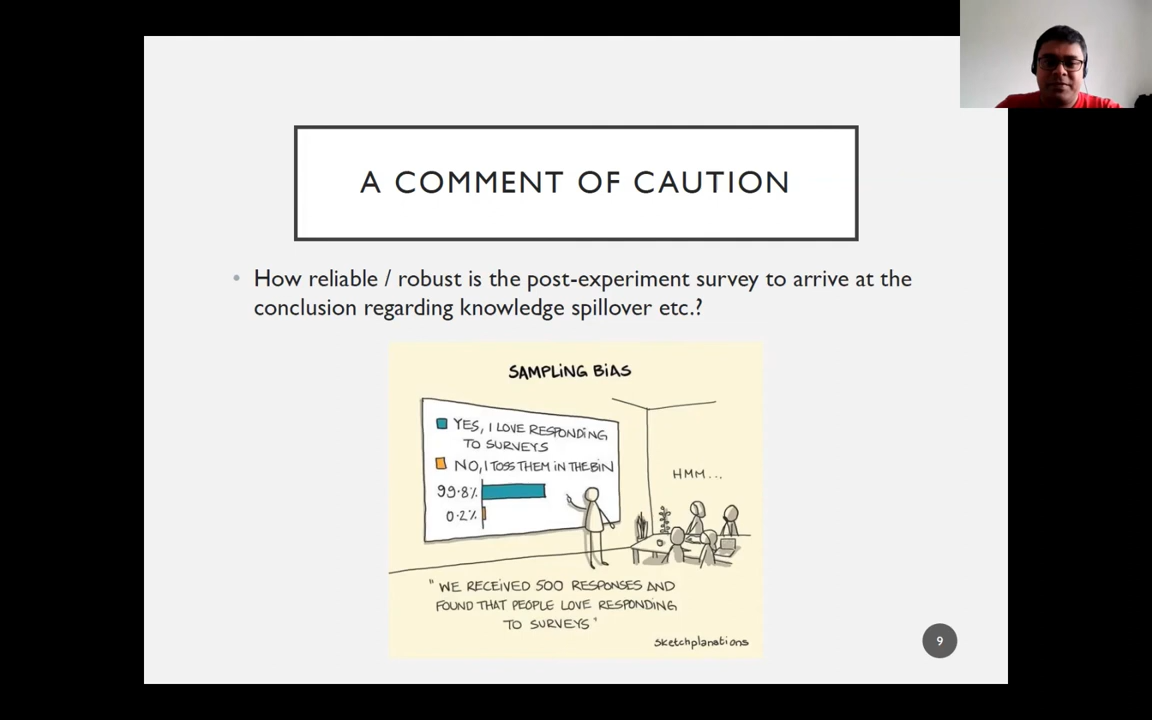 A COMMENT OF CAUTION
• How reliable / robust is the post-experiment survey to arrive at the
conclusion regarding knowledge spillover etc.?
SAMPLING BIAS
YES, I LOVE RESPONDING
TO SURVEYS
NO, I TOSS THEM IN THE BIN
99.8%
0.2%
HMM...
"WE RECEIVED 500 RESPONSES AND
FOUND THAT PEOPLE LOVE RESPONDING
TO SURVEYS"
sketchplanations
9